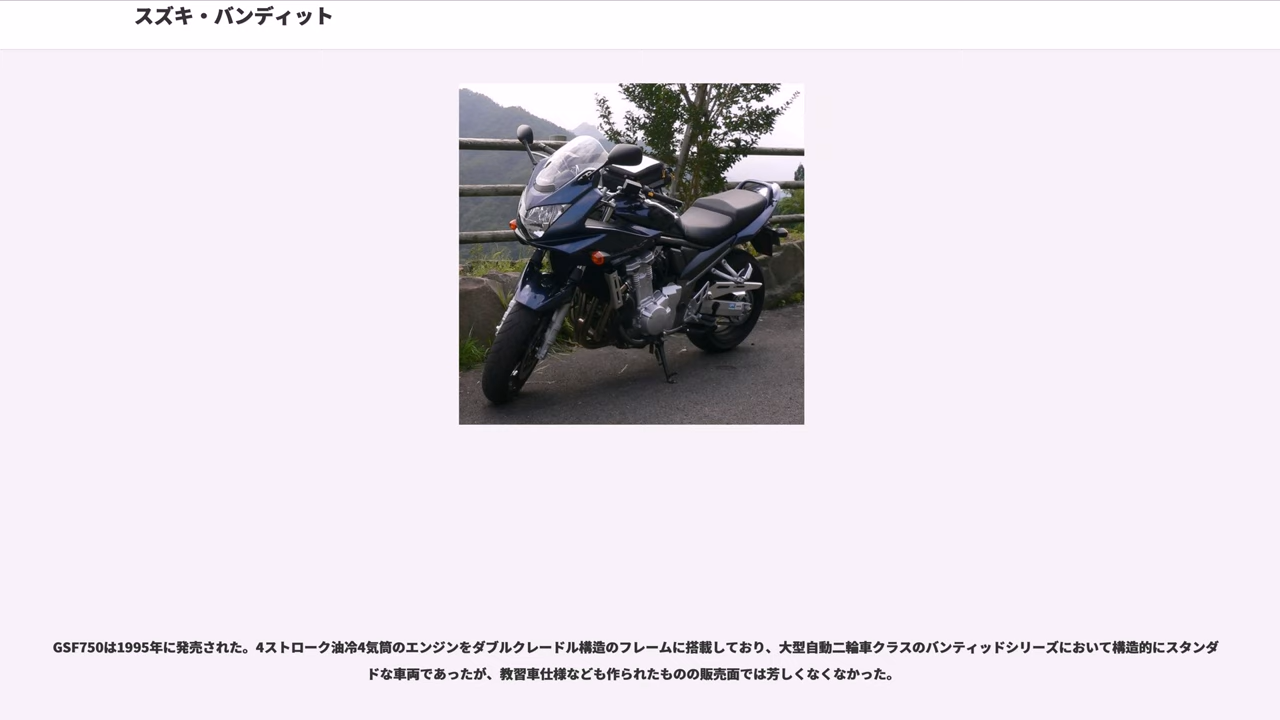 スズキ・バンディット
GSF750は1995年に発売された。4ストローク油冷4気筒のエンジンをダブルクレードル構造のフレームに搭載しており、大型自動二輪車クラスのバンティッドシリーズにおいて構造的にスタンダ
ドな車両であったが、教習車仕様なども作られたものの販売面では芳しくなくなかった。